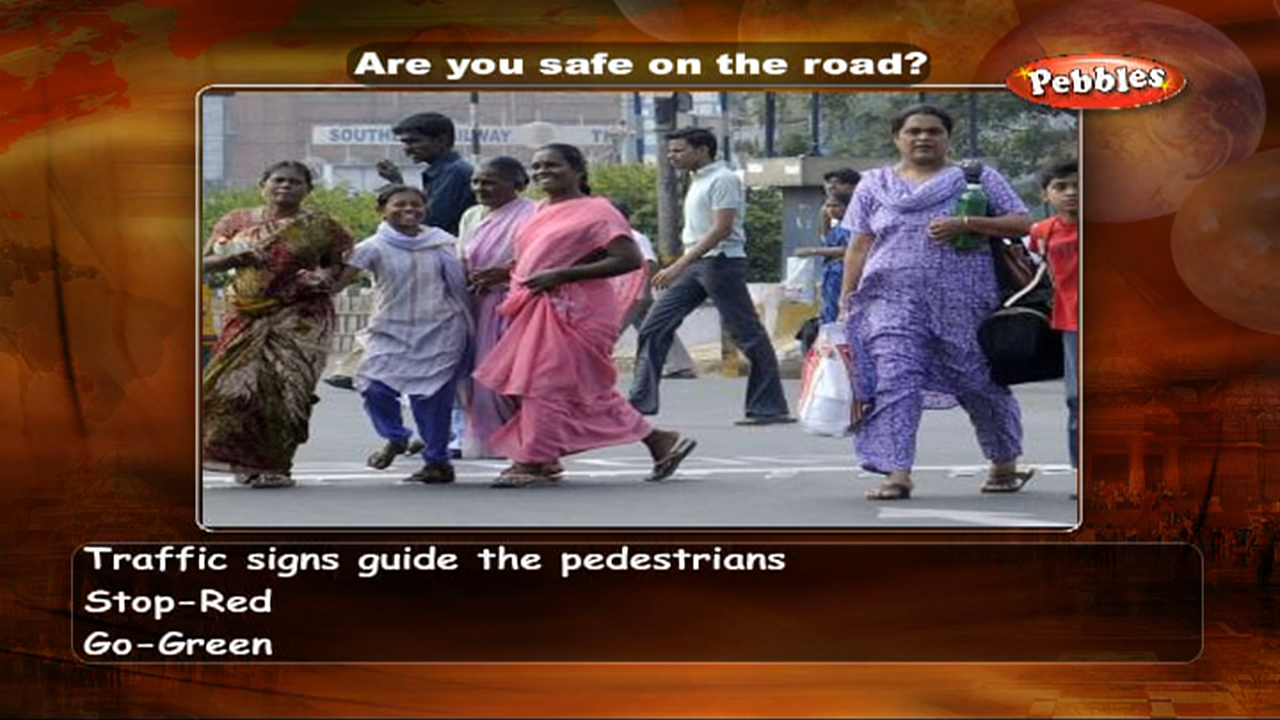 Are you safe on the road?
Pebbles
Traffic signs guide the pedestrians
Stop-Red
Go-Green